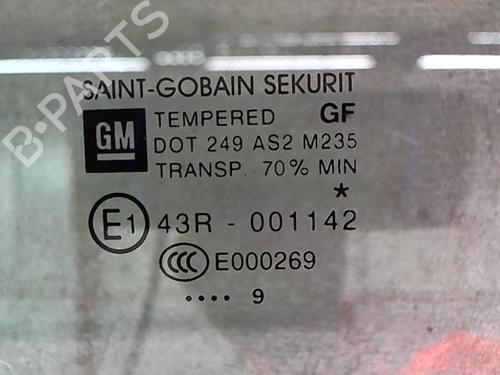 B-PARTS
SAINT-GOBAIN SEKURIT
GM TEMPERED GF
DOT 249 AS2 M235
TRANSP. 70% MIN
*
E1 43R - 001142
CCC E000269
.... 9